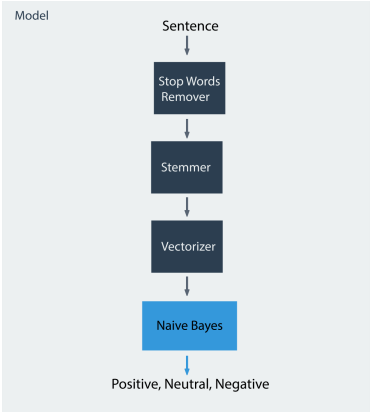 Model
Sentence
Stop Words
Remover
Stemmer
Vectorizer
Naive Bayes
Positive, Neutral, Negative